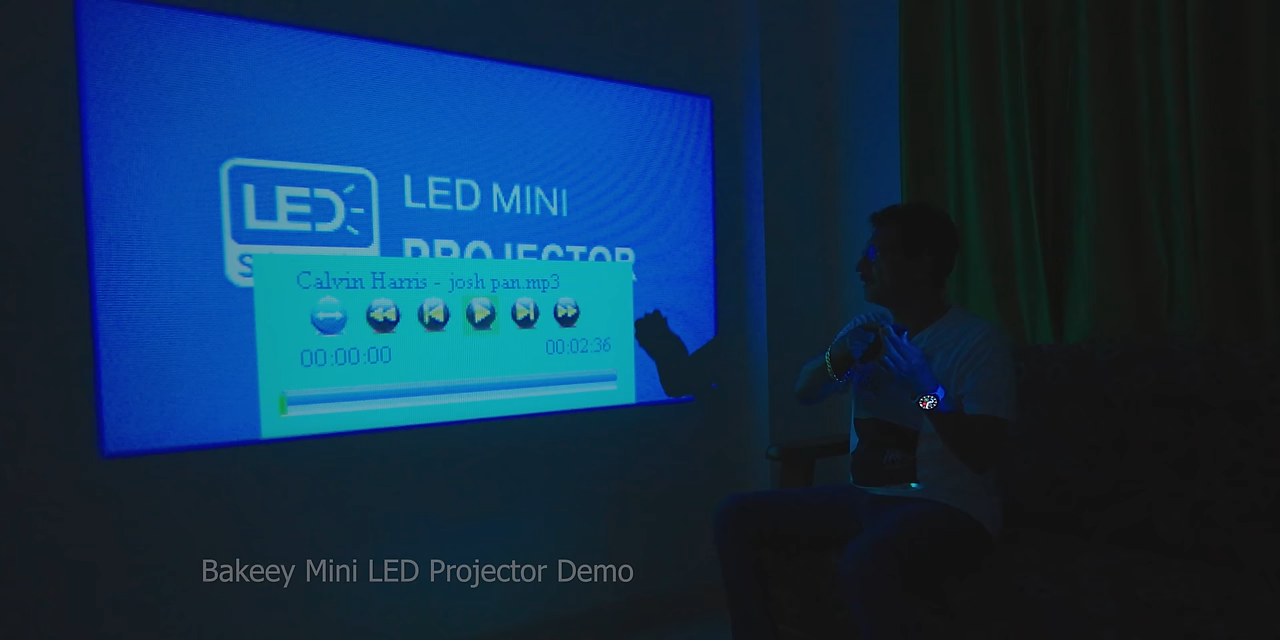 LED
LED MINI
PROJECTOR
Calvin Harris - josh pan.mp3
00:00:00
00:02:36
Bakeey Mini LED Projector Demo